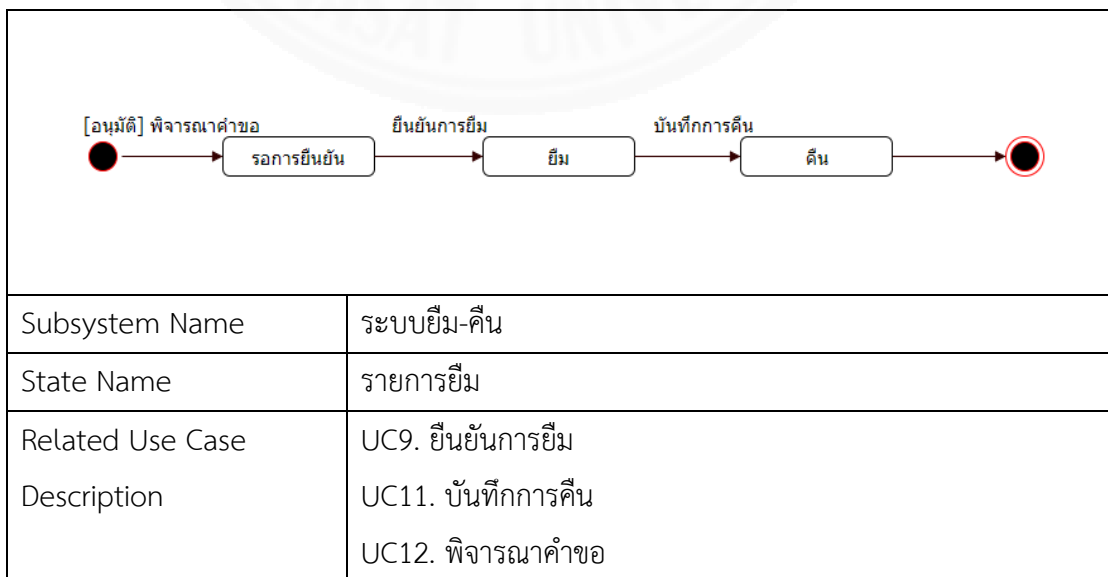 [อนุมัติ] พิจารณาคำขอ ยืนยันการยืม บันทึกการคืน
รอการยืนยัน ยืม คืน
Subsystem Name ระบบยืม-คืน
State Name รายการยืม
Related Use Case UC9. ยืนยันการยืม
Description UC11. บันทึกการคืน
UC12. พิจารณาคำขอ